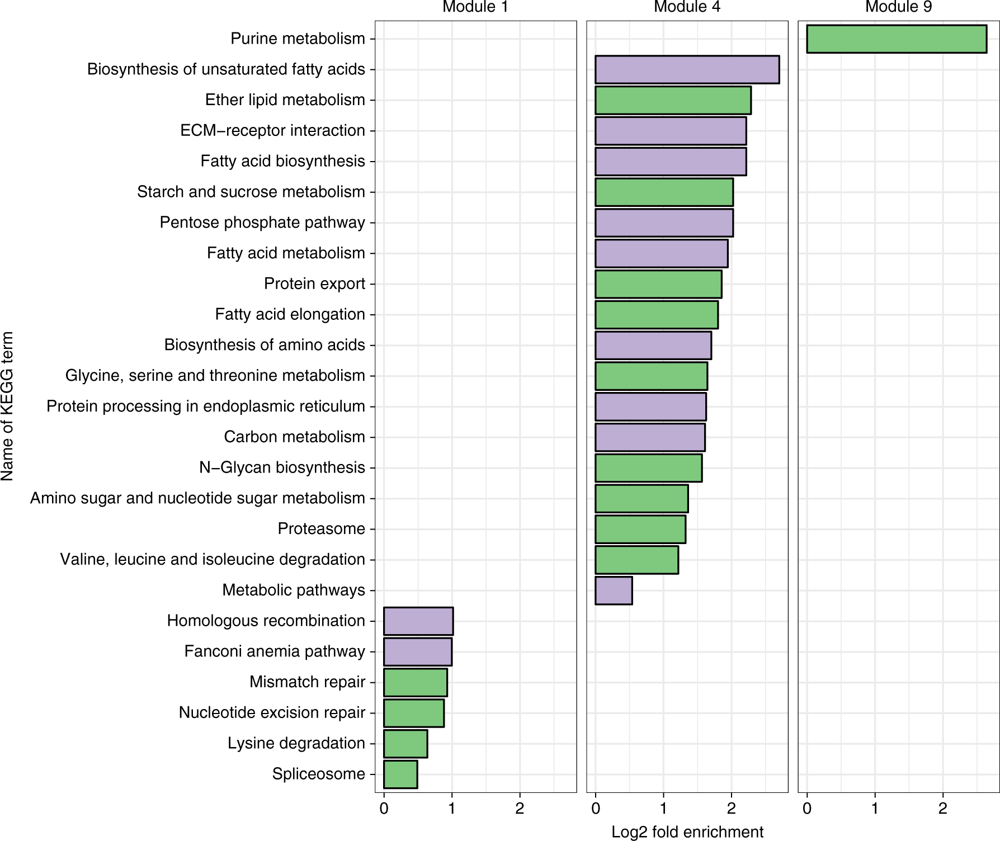 Module 1
Module 4
Module 9
Name of KEGG term
Purine metabolism
Biosynthesis of unsaturated fatty acids
Ether lipid metabolism
ECM−receptor interaction
Fatty acid biosynthesis
Starch and sucrose metabolism
Pentose phosphate pathway
Fatty acid metabolism
Protein export
Fatty acid elongation
Biosynthesis of amino acids
Glycine, serine and threonine metabolism
Protein processing in endoplasmic reticulum
Carbon metabolism
N−Glycan biosynthesis
Amino sugar and nucleotide sugar metabolism
Proteasome
Valine, leucine and isoleucine degradation
Metabolic pathways
Homologous recombination
Fanconi anemia pathway
Mismatch repair
Nucleotide excision repair
Lysine degradation
Spliceosome
0 1 2
0 1 2
0 1 2
Log2 fold enrichment